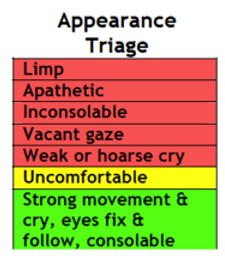 Appearance
Triage
Limp
Apathetic
Inconsolable
Vacant gaze
Weak or hoarse cry
Uncomfortable
Strong movement &
cry, eyes fix &
follow, consolable